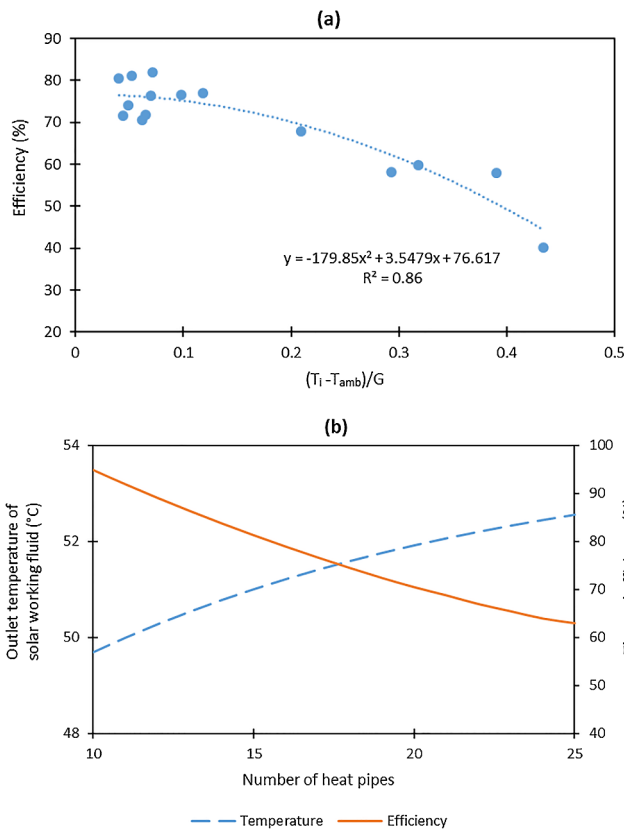 (a)
90
80
70
60
50
40
30
20
Efficiency (%)
y = -179.85x² + 3.5479x + 76.617
R² = 0.86
0
0.1
0.2
0.3
0.4
0.5
(Ti -Tamb)/G
(b)
54
52
50
48
Outlet temperature of
solar working fluid (°C)
100
90
80
70
60
50
40
10
15
20
25
Number of heat pipes
Temperature
Efficiency